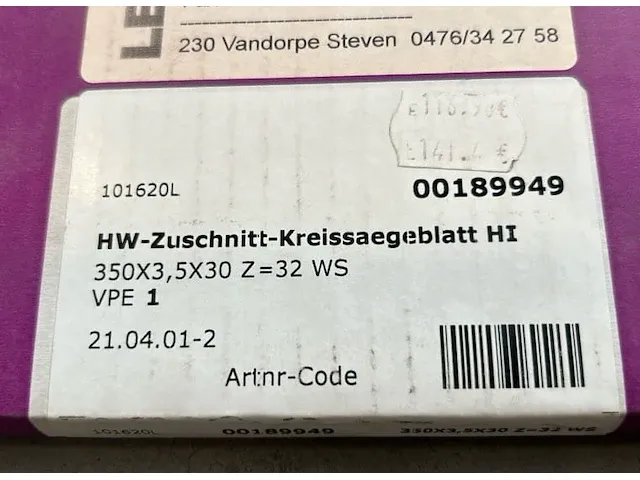 LE
230 Vandorpe Steven 0476/34 27 58
101620L
00189949
HW-Zuschnitt-Kreissaegeblatt HI
350X3,5X30 Z=32 WS
VPE 1
21.04.01-2
Art:nr-Code
101620L 00189949 350X3,5X30 Z=32 WS